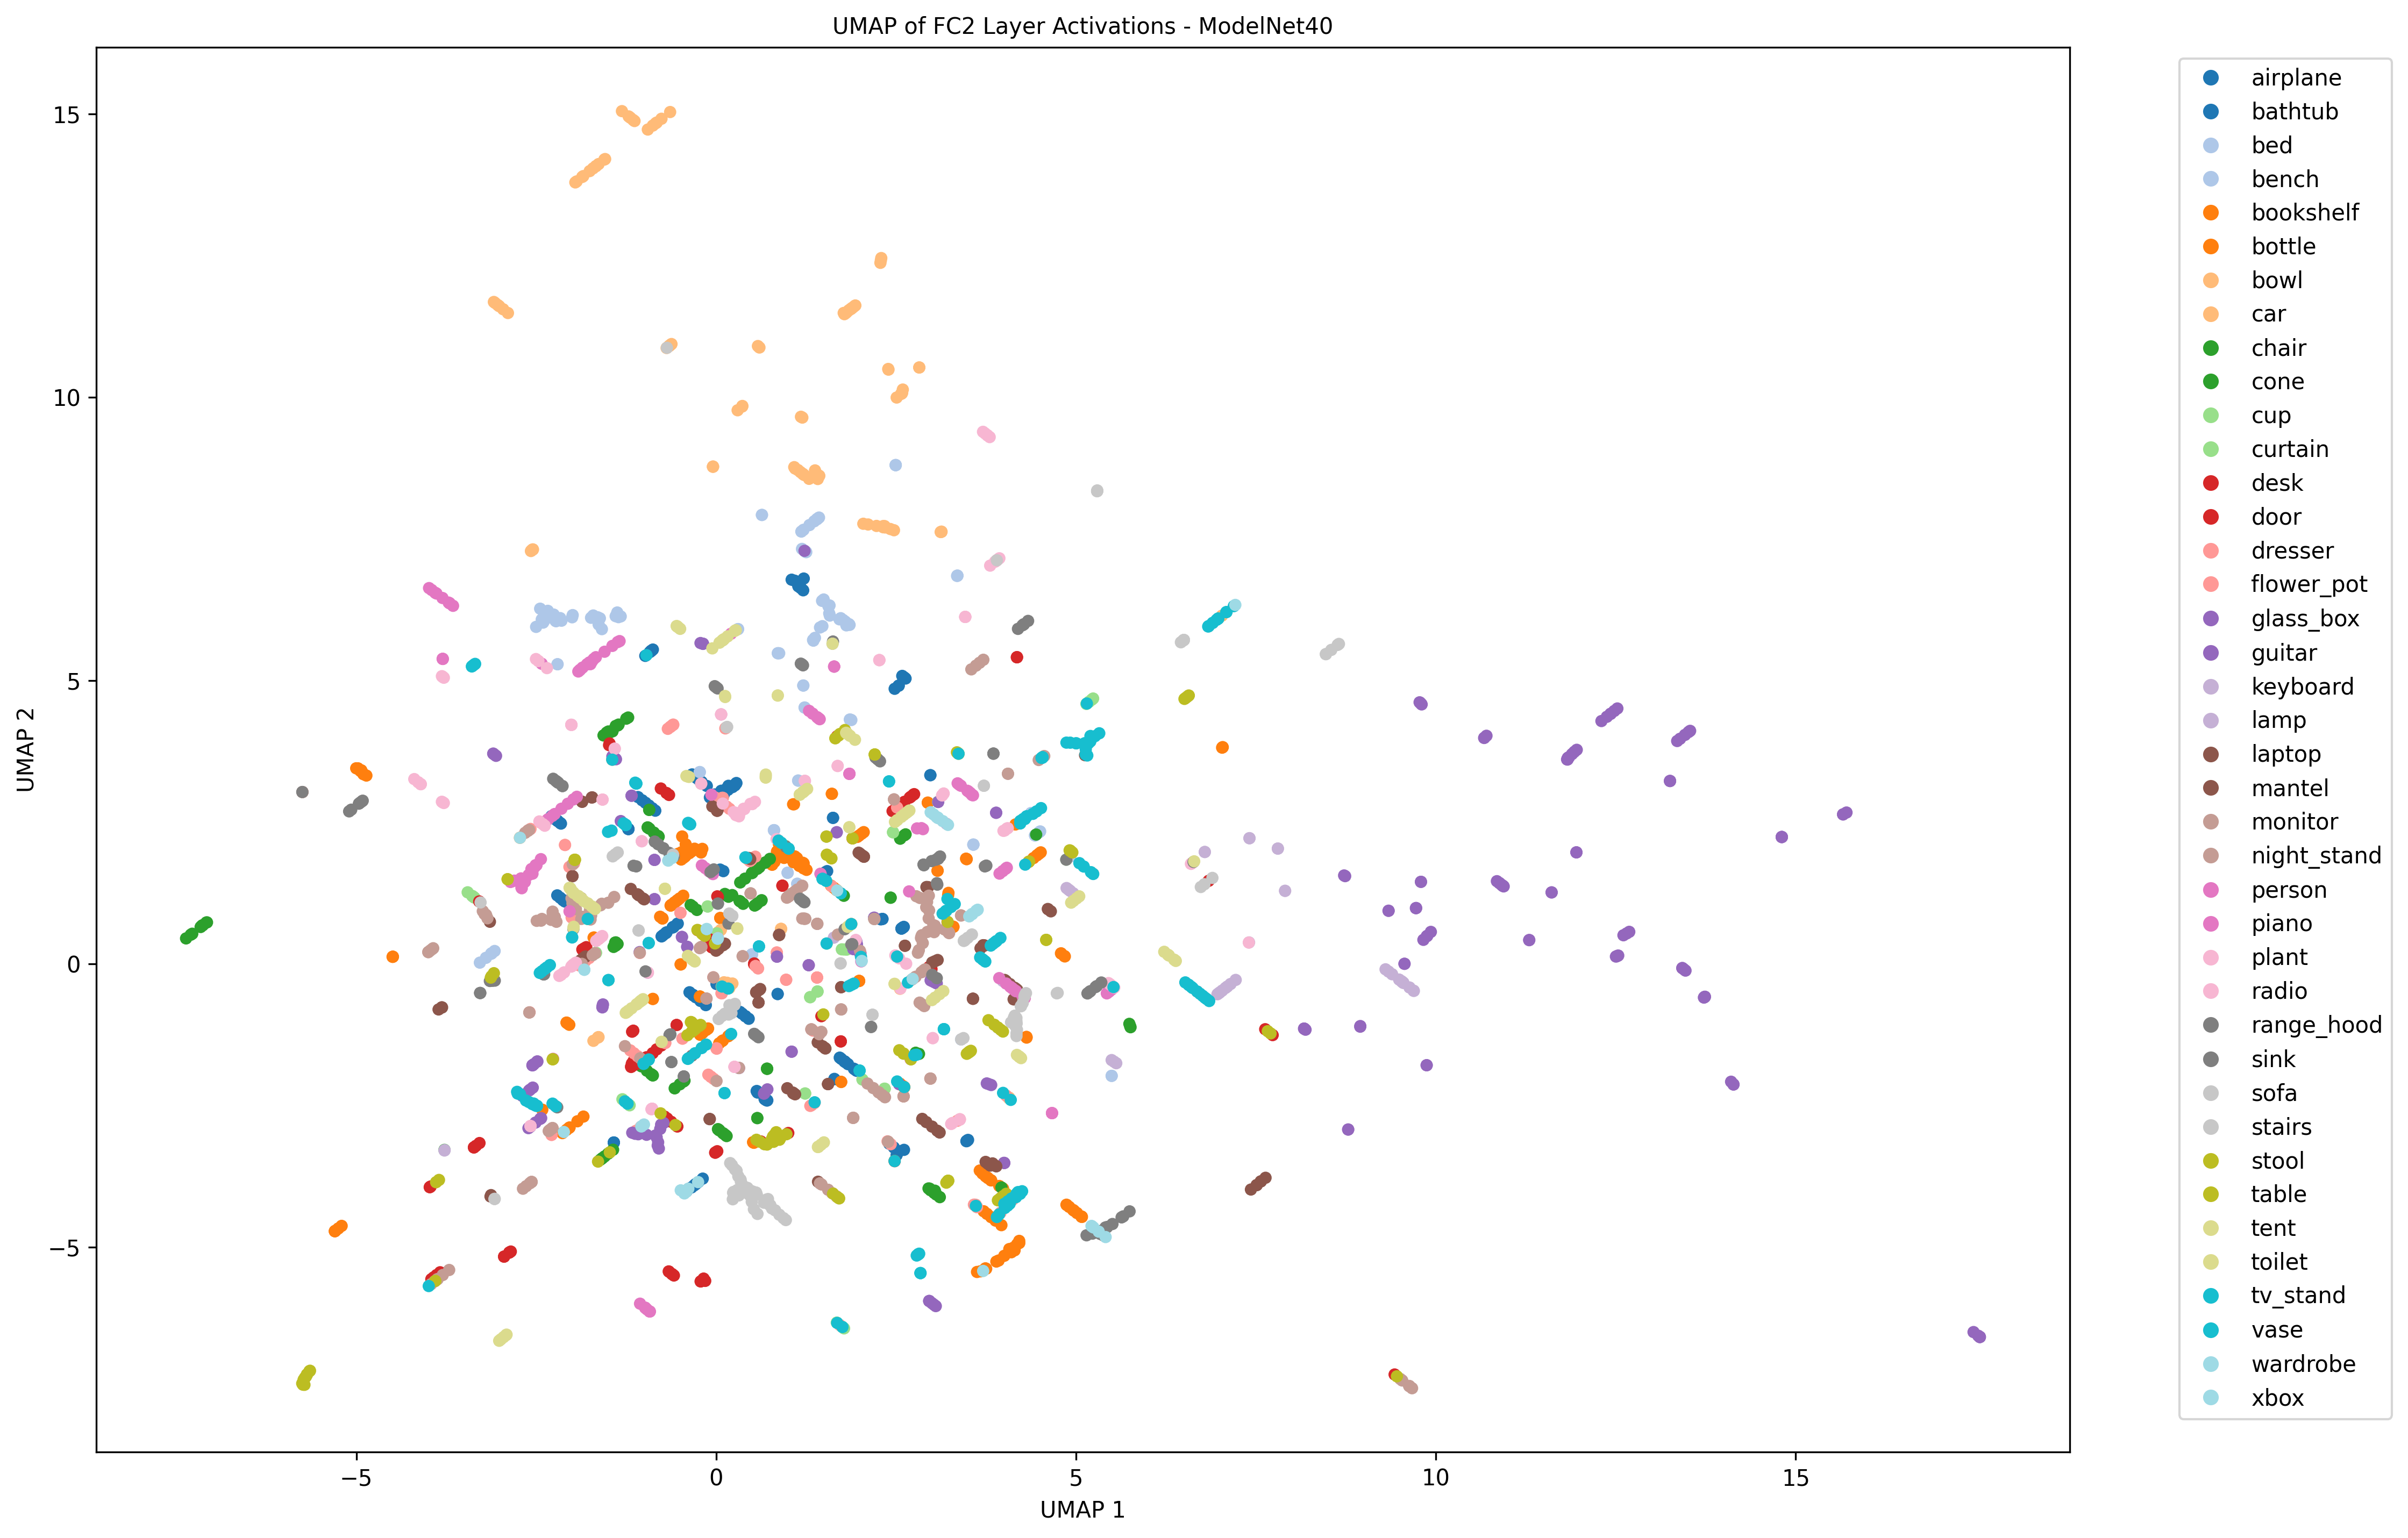 UMAP of FC2 Layer Activations - ModelNet40
UMAP 2
15
10
5
0
−5
−5
0
5
10
15
UMAP 1
airplane
bathtub
bed
bench
bookshelf
bottle
bowl
car
chair
cone
cup
curtain
desk
door
dresser
flower_pot
glass_box
guitar
keyboard
lamp
laptop
mantel
monitor
night_stand
person
piano
plant
radio
range_hood
sink
sofa
stairs
stool
table
tent
toilet
tv_stand
vase
wardrobe
xbox